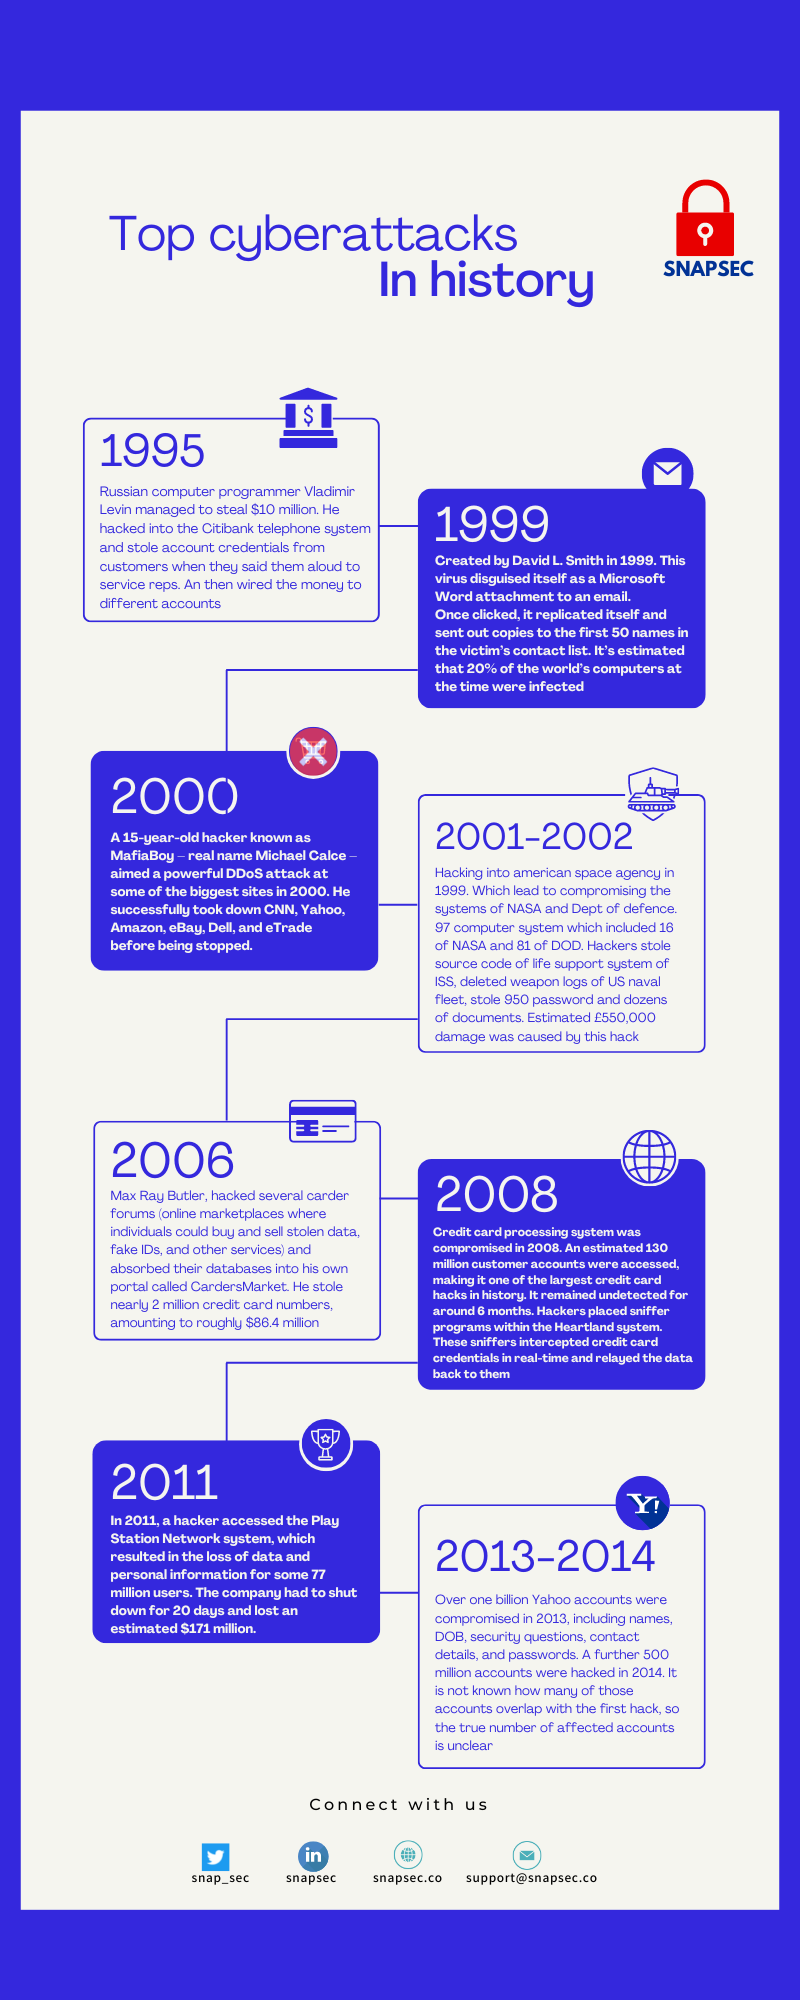 Top cyberattacks
In history
SNAPSEC
$
1995
Russian computer programmer Vladimir
Levin managed to steal $10 million. He
hacked into the Citibank telephone system
and stole account credentials from
customers when they said them aloud to
service reps. An then wired the money to
different accounts
1999
Created by David L. Smith in 1999. This
virus disguised itself as a Microsoft
Word attachment to an email.
Once clicked, it replicated itself and
sent out copies to the first 50 names in
the victim's contact list. It's estimated
that 20% of the world's computers at
the time were infected
2000
A 15-year-old hacker known as
MafiaBoy – real name Michael Calce –
aimed a powerful DDoS attack at
some of the biggest sites in 2000. He
successfully took down CNN, Yahoo,
Amazon, eBay, Dell, and eTrade
before being stopped.
2001-2002
Hacking into american space agency in
1999. Which lead to compromising the
systems of NASA and Dept of defence.
97 computer system which included 16
of NASA and 81 of DOD. Hackers stole
source code of life support system of
ISS, deleted weapon logs of US naval
fleet, stole 950 password and dozens
of documents. Estimated £550,000
damage was caused by this hack
2006
Max Ray Butler, hacked several carder
forums (online marketplaces where
individuals could buy and sell stolen data,
fake IDs, and other services) and
absorbed their databases into his own
portal called CardersMarket. He stole
nearly 2 million credit card numbers,
amounting to roughly $86.4 million
2008
Credit card processing system was
compromised in 2008. An estimated 130
million customer accounts were accessed,
making it one of the largest credit card
hacks in history. It remained undetected for
around 6 months. Hackers placed sniffer
programs within the Heartland system.
These sniffers intercepted credit card
credentials in real-time and relayed the data
back to them
2011
In 2011, a hacker accessed the Play
Station Network system, which
resulted in the loss of data and
personal information for some 77
million users. The company had to shut
down for 20 days and lost an
estimated $171 million.
Y!
2013-2014
Over one billion Yahoo accounts were
compromised in 2013, including names,
DOB, security questions, contact
details, and passwords. A further 500
million accounts were hacked in 2014. It
is not known how many of those
accounts overlap with the first hack, so
the true number of affected accounts
is unclear
Connect with us
in
snap_sec snapsec snapsec.co support@snapsec.co